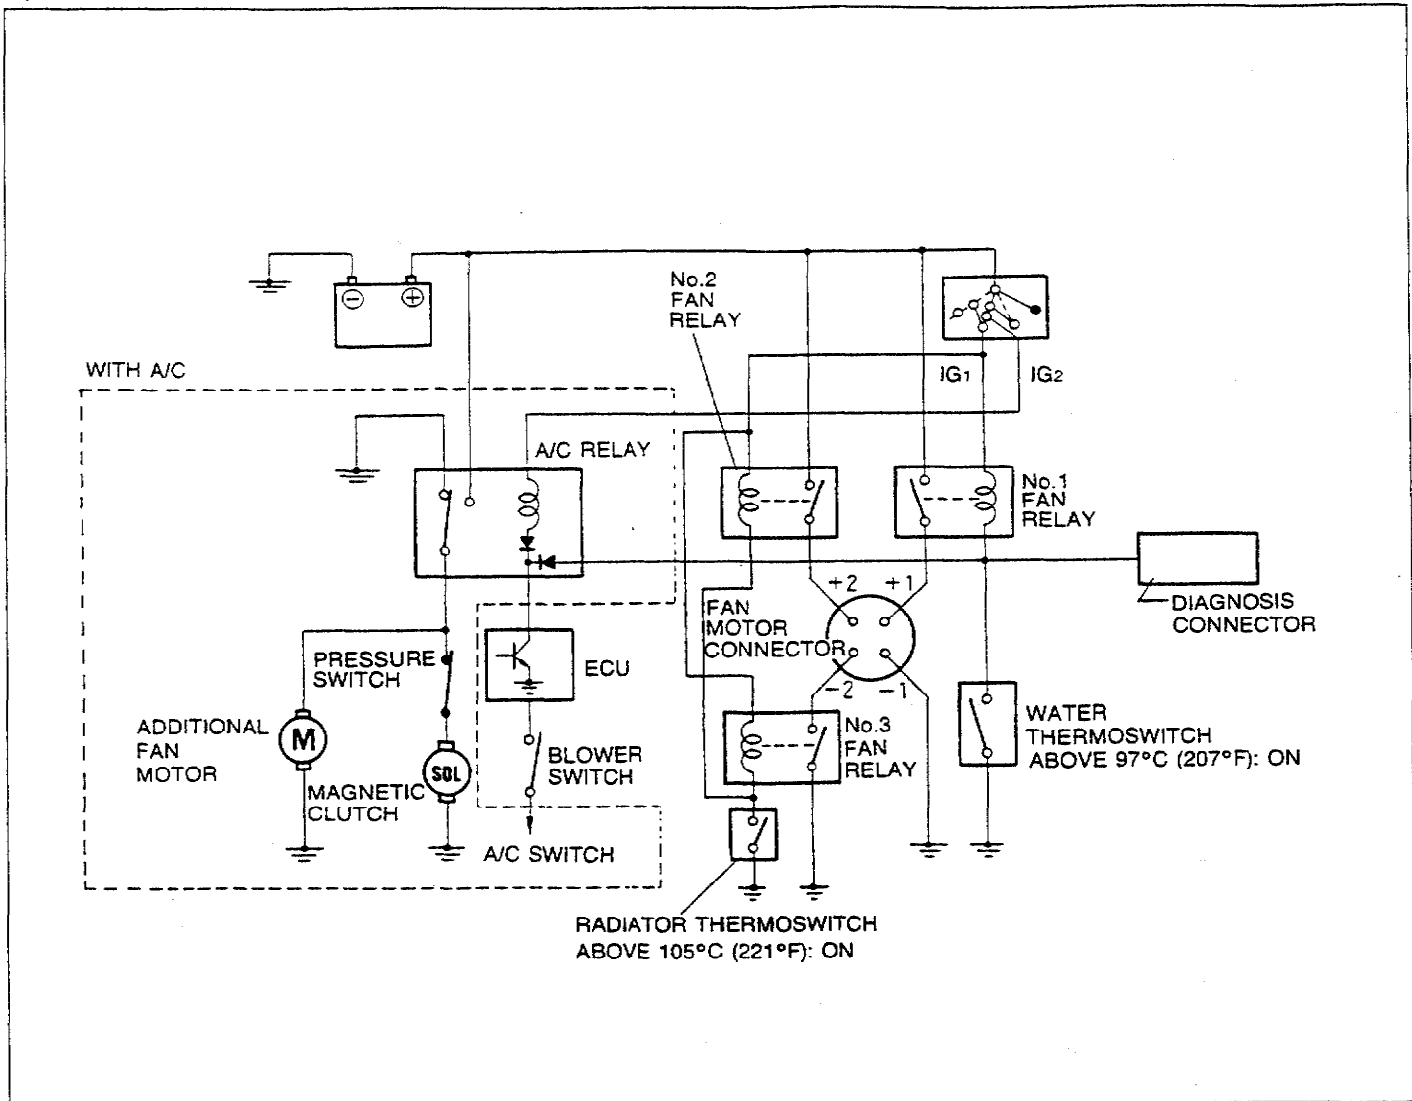 No.2
FAN
RELAY
WITH A/C
IG1
IG2
A/C RELAY
No.1
FAN
RELAY
+2
+1
FAN
MOTOR
CONNECTOR
DIAGNOSIS
CONNECTOR
PRESSURE
SWITCH
ECU
-2
-1
ADDITIONAL
FAN
MOTOR
M
No.3
FAN
RELAY
WATER
THERMOSWITCH
ABOVE 97°C (207°F): ON
BLOWER
SWITCH
SOL
MAGNETIC
CLUTCH
A/C SWITCH
RADIATOR THERMOSWITCH
ABOVE 105°C (221°F): ON